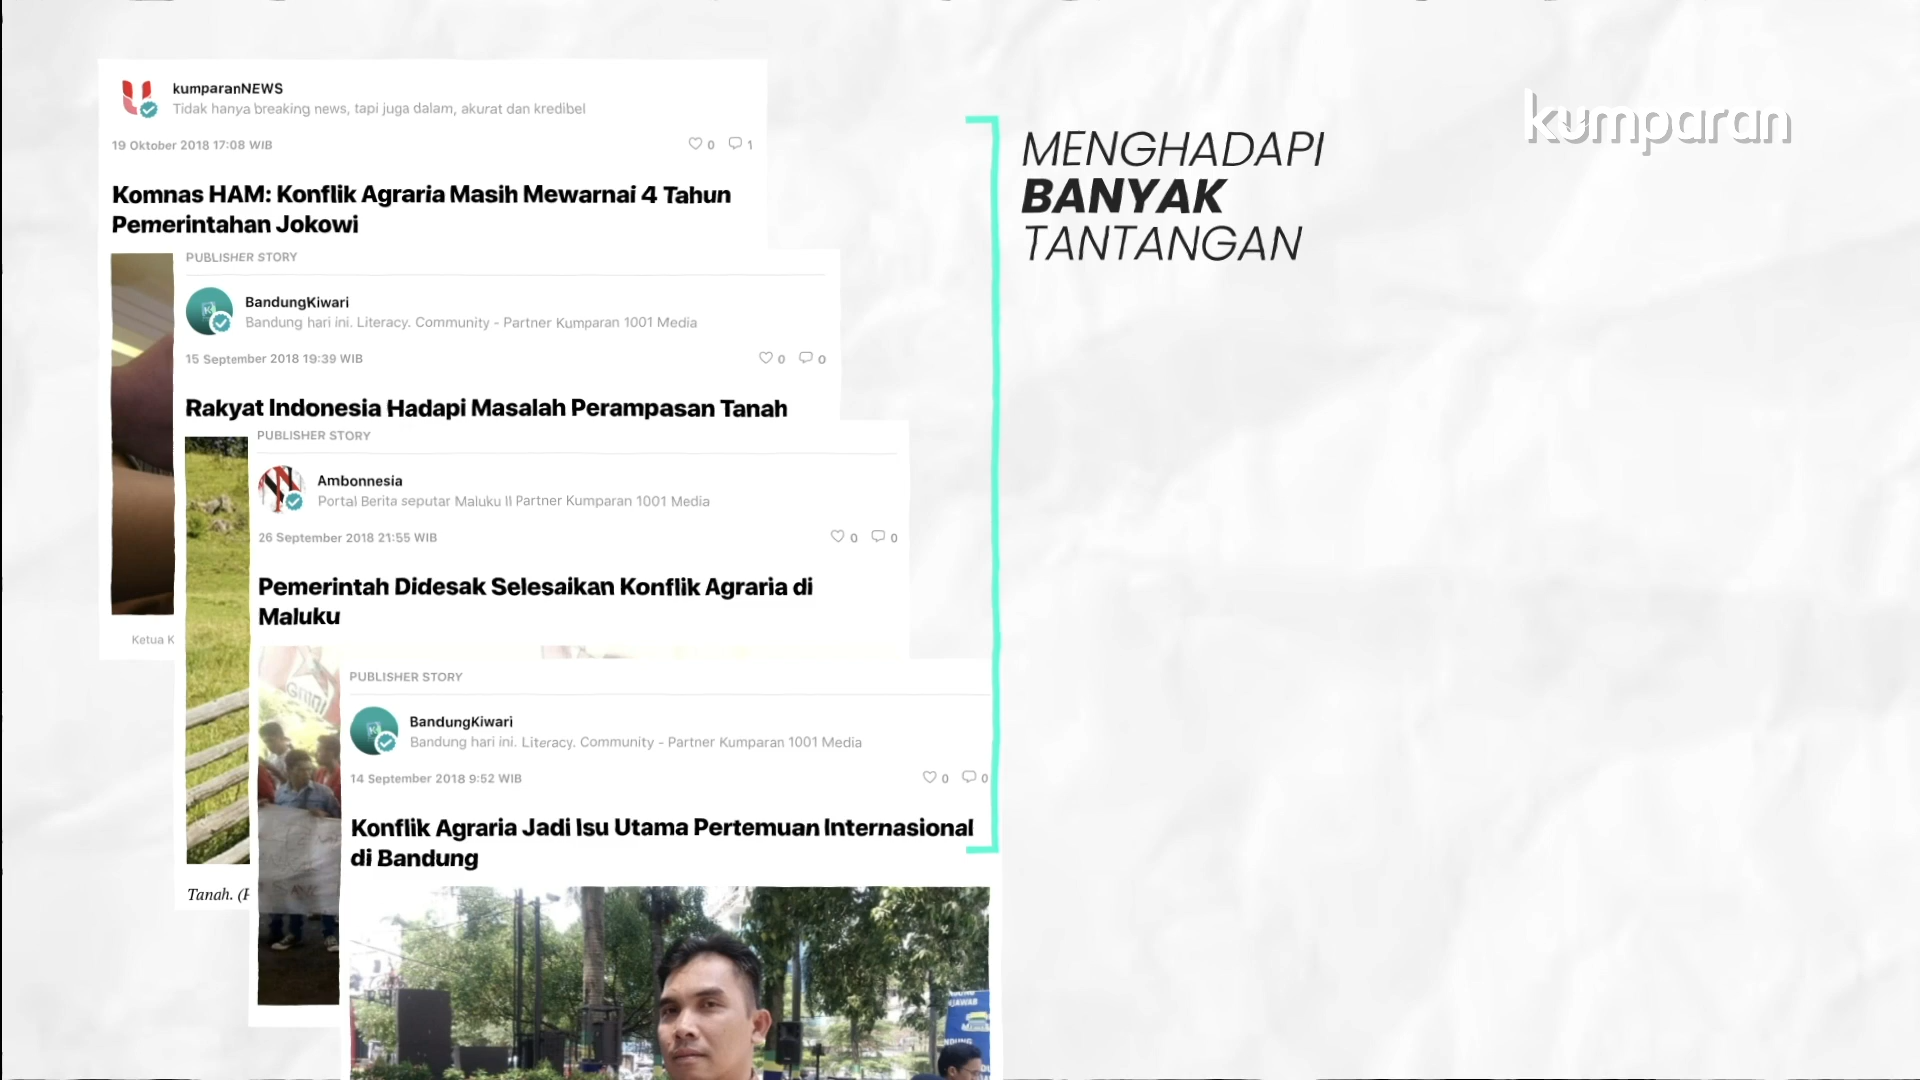 kumparanNEWS
Tidak hanya breaking news, tapi juga dalam, akurat dan kredibel
19 Oktober 2018 17:08 WIB
0 1
Komnas HAM: Konflik Agraria Masih Mewarnai 4 Tahun
Pemerintahan Jokowi
Ketua K
PUBLISHER STORY
BandungKiwari
Bandung hari ini. Literacy. Community - Partner Kumparan 1001 Media
15 September 2018 19:39 WIB
0 0
Rakyat Indonesia Hadapi Masalah Perampasan Tanah
Tanah. (F
PUBLISHER STORY
Ambonnesia
Portal Berita seputar Maluku II Partner Kumparan 1001 Media
26 September 2018 21:55 WIB
0 0
Pemerintah Didesak Selesaikan Konflik Agraria di
Maluku
PUBLISHER STORY
BandungKiwari
Bandung hari ini. Literacy. Community - Partner Kumparan 1001 Media
14 September 2018 9:52 WIB
0 0
Konflik Agraria Jadi Isu Utama Pertemuan Internasional
di Bandung
MENGHADAPI
BANYAK
TANTANGAN
kumparan